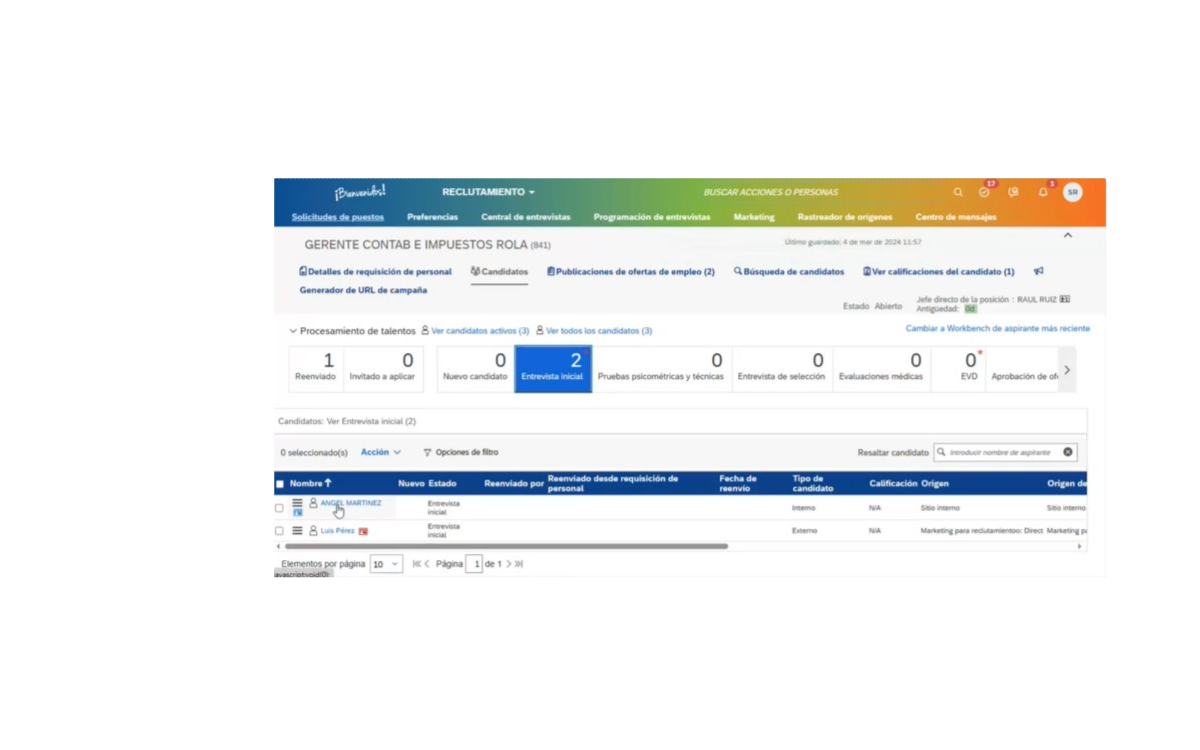 ¡Bienvenidos! RECLUTAMIENTO BUSCAR ACCIONES O PERSONAS 17 1 SR
Solicitudes de puestos Preferencias Central de entrevistas Programación de entrevistas Marketing Rastreador de orígenes Centro de mensajes
GERENTE CONTAB E IMPUESTOS ROLA (841) Último guardado: 4 de mar de 2024 11:57
Detalles de requisición de personal Candidatos Publicaciones de ofertas de empleo (2) Búsqueda de candidatos Ver calificaciones del candidato (1)
Generador de URL de campaña
Estado Abierto Jefe directo de la posición : RAUL RUIZ
Antigüedad: 0d
Procesamiento de talentos Ver candidatos activos (3) Ver todos los candidatos (3) Cambiar a Workbench de aspirante más reciente
1 0 0 2 0 0 0 0*
Reenviado Invitado a aplicar Nuevo candidato Entrevista inicial Pruebas psicométricas y técnicas Entrevista de selección Evaluaciones médicas EVD Aprobación de ofe
Candidatos: Ver Entrevista inicial (2)
0 seleccionado(s) Acción Opciones de filtro Resaltar candidato Introducir nombre de aspirante
Nombre Nuevo Estado Reenviado por Reenviado desde requisición de personal Fecha de reenvío Tipo de candidato Calificación Origen Origen de
ANGEL MARTINEZ Entrevista inicial Interno N/A Sitio interno Sitio interno
Luis Pérez Entrevista inicial Externo N/A Marketing para reclutamientoo: Direct Marketing pa
Elementos por página 10 Página 1 de 1
avascript:void(0);